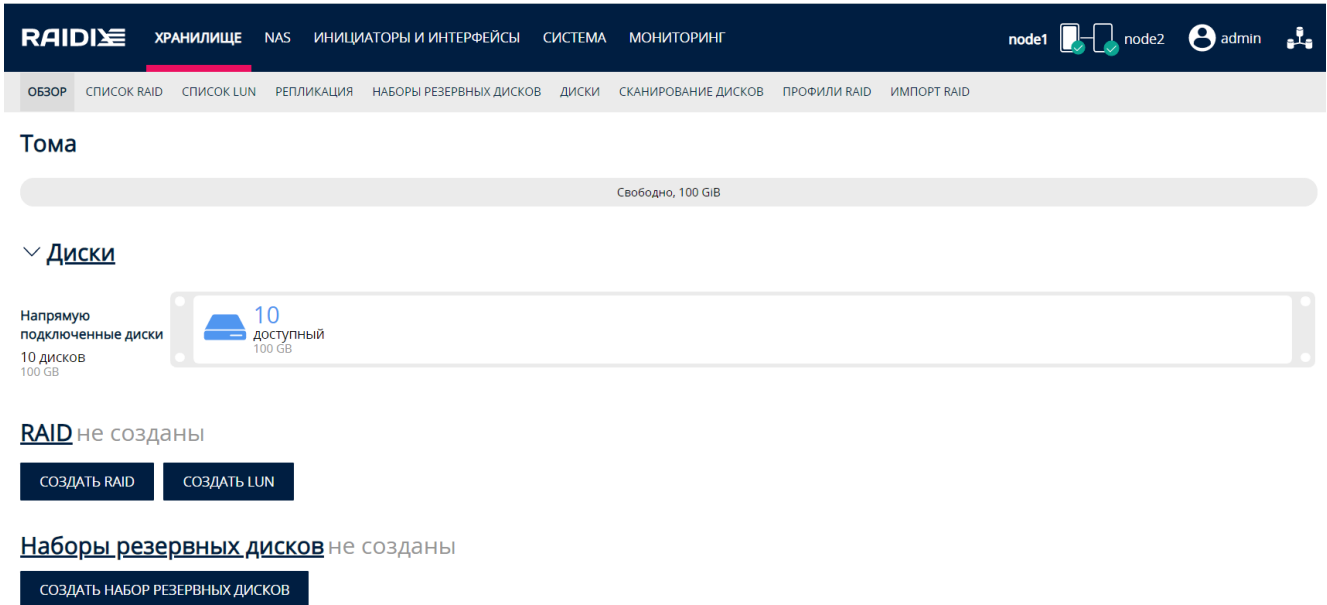 RAIDIX ХРАНИЛИЩЕ NAS ИНИЦИАТОРЫ И ИНТЕРФЕЙСЫ СИСТЕМА МОНИТОРИНГ node1 node2 admin
ОБЗОР СПИСОК RAID СПИСОК LUN РЕПЛИКАЦИЯ НАБОРЫ РЕЗЕРВНЫХ ДИСКОВ ДИСКИ СКАНИРОВАНИЕ ДИСКОВ ПРОФИЛИ RAID ИМПОРТ RAID
Тома
Свободно, 100 GiB
Диски
Напрямую
подключенные диски
10 дисков
100 GB
10
доступный
100 GB
RAID не созданы
СОЗДАТЬ RAID СОЗДАТЬ LUN
Наборы резервных дисков не созданы
СОЗДАТЬ НАБОР РЕЗЕРВНЫХ ДИСКОВ